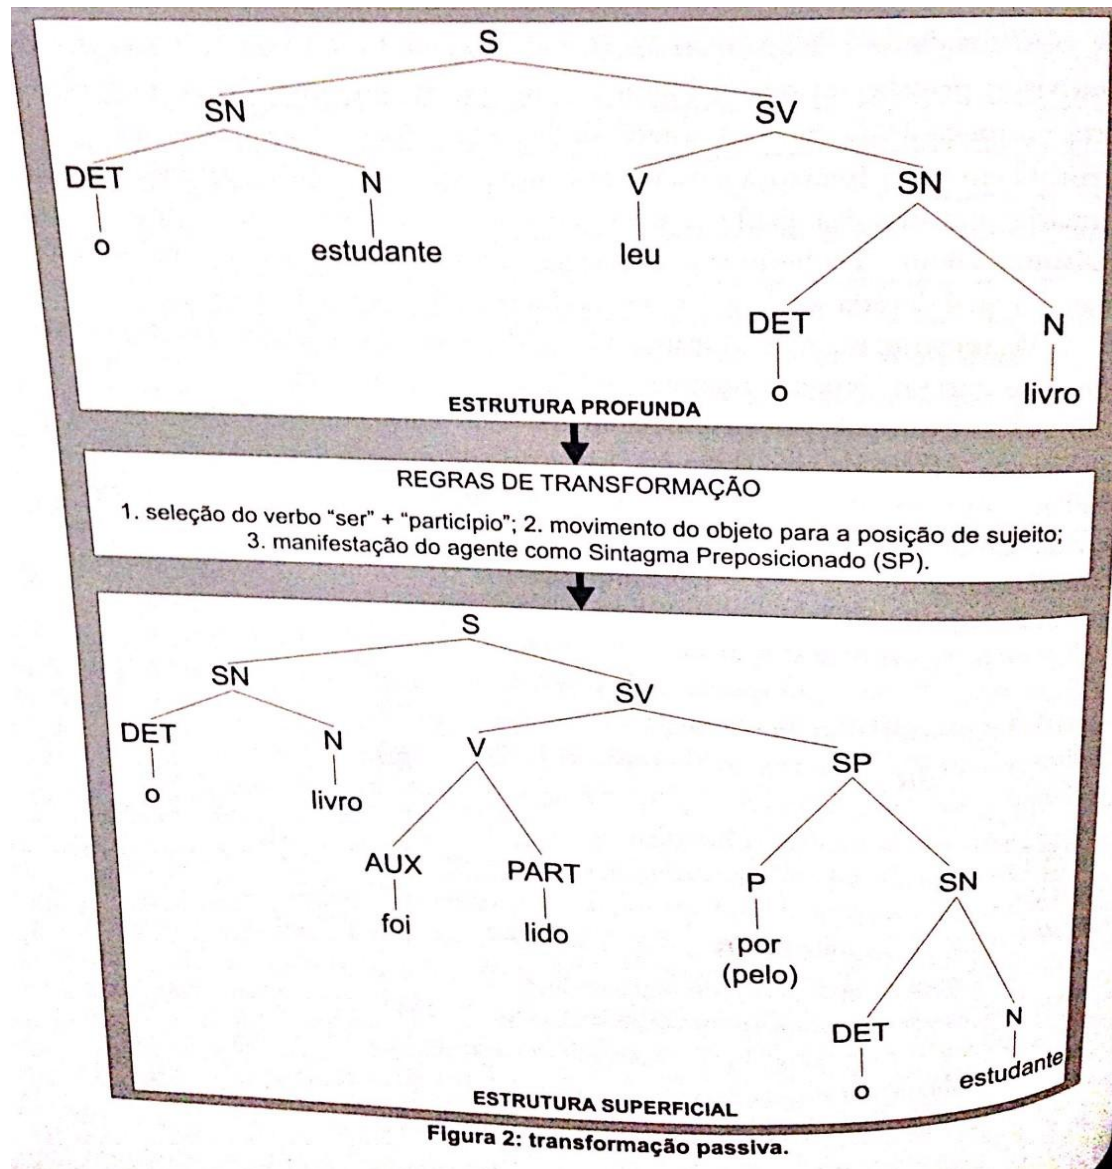 S
SN SV
DET N V SN
o estudante leu
DET N
o livro
ESTRUTURA PROFUNDA
REGRAS DE TRANSFORMAÇÃO
1. seleção do verbo “ser” + “particípio”; 2. movimento do objeto para a posição de sujeito;
3. manifestação do agente como Sintagma Preposicionado (SP).
S
SN SV
DET N V SP
o livro
AUX PART P SN
foi lido por
(pelo)
DET N
o estudante
ESTRUTURA SUPERFICIAL
Figura 2: transformação passiva.